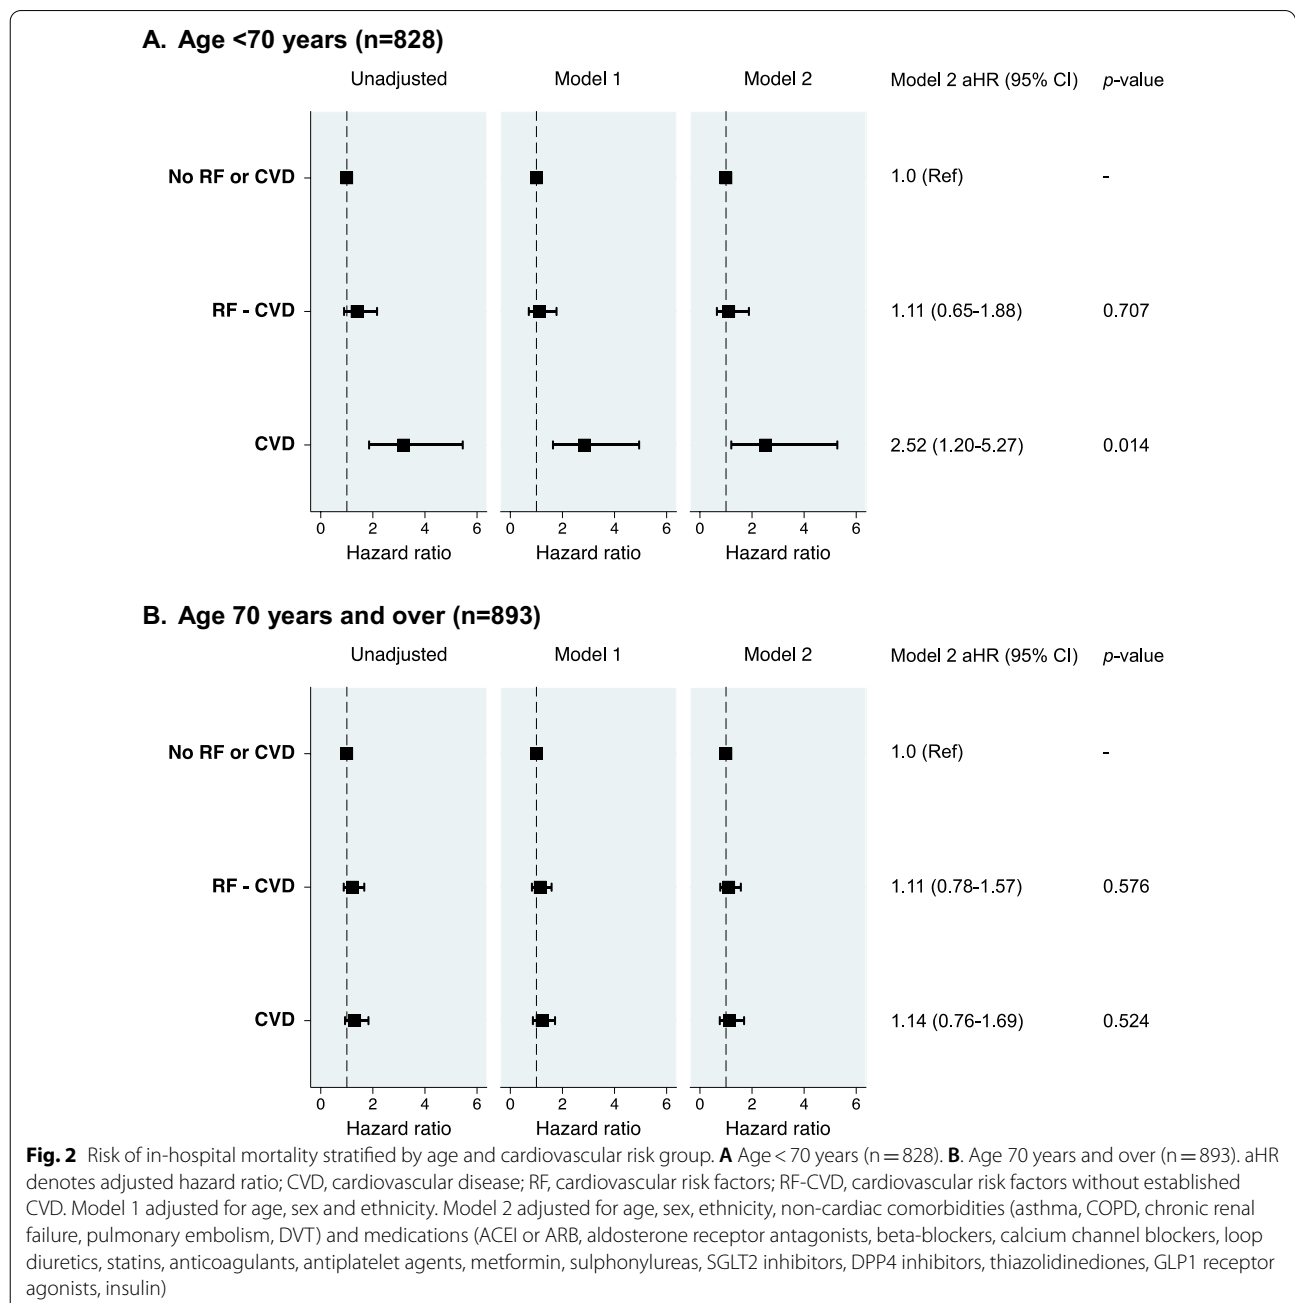 A. Age <70 years (n=828)
Unadjusted Model 1 Model 2 Model 2 aHR (95% CI) p-value
No RF or CVD 1.0 (Ref) -
RF - CVD 1.11 (0.65-1.88) 0.707
CVD 2.52 (1.20-5.27) 0.014
0 2 4 6 0 2 4 6 0 2 4 6
Hazard ratio Hazard ratio Hazard ratio
B. Age 70 years and over (n=893)
Unadjusted Model 1 Model 2 Model 2 aHR (95% CI) p-value
No RF or CVD 1.0 (Ref) -
RF - CVD 1.11 (0.78-1.57) 0.576
CVD 1.14 (0.76-1.69) 0.524
0 2 4 6 0 2 4 6 0 2 4 6
Hazard ratio Hazard ratio Hazard ratio
Fig. 2 Risk of in-hospital mortality stratified by age and cardiovascular risk group. A Age < 70 years (n = 828). B. Age 70 years and over (n = 893). aHR
denotes adjusted hazard ratio; CVD, cardiovascular disease; RF, cardiovascular risk factors; RF-CVD, cardiovascular risk factors without established
CVD. Model 1 adjusted for age, sex and ethnicity. Model 2 adjusted for age, sex, ethnicity, non-cardiac comorbidities (asthma, COPD, chronic renal
failure, pulmonary embolism, DVT) and medications (ACEI or ARB, aldosterone receptor antagonists, beta-blockers, calcium channel blockers, loop
diuretics, statins, anticoagulants, antiplatelet agents, metformin, sulphonylureas, SGLT2 inhibitors, DPP4 inhibitors, thiazolidinediones, GLP1 receptor
agonists, insulin)